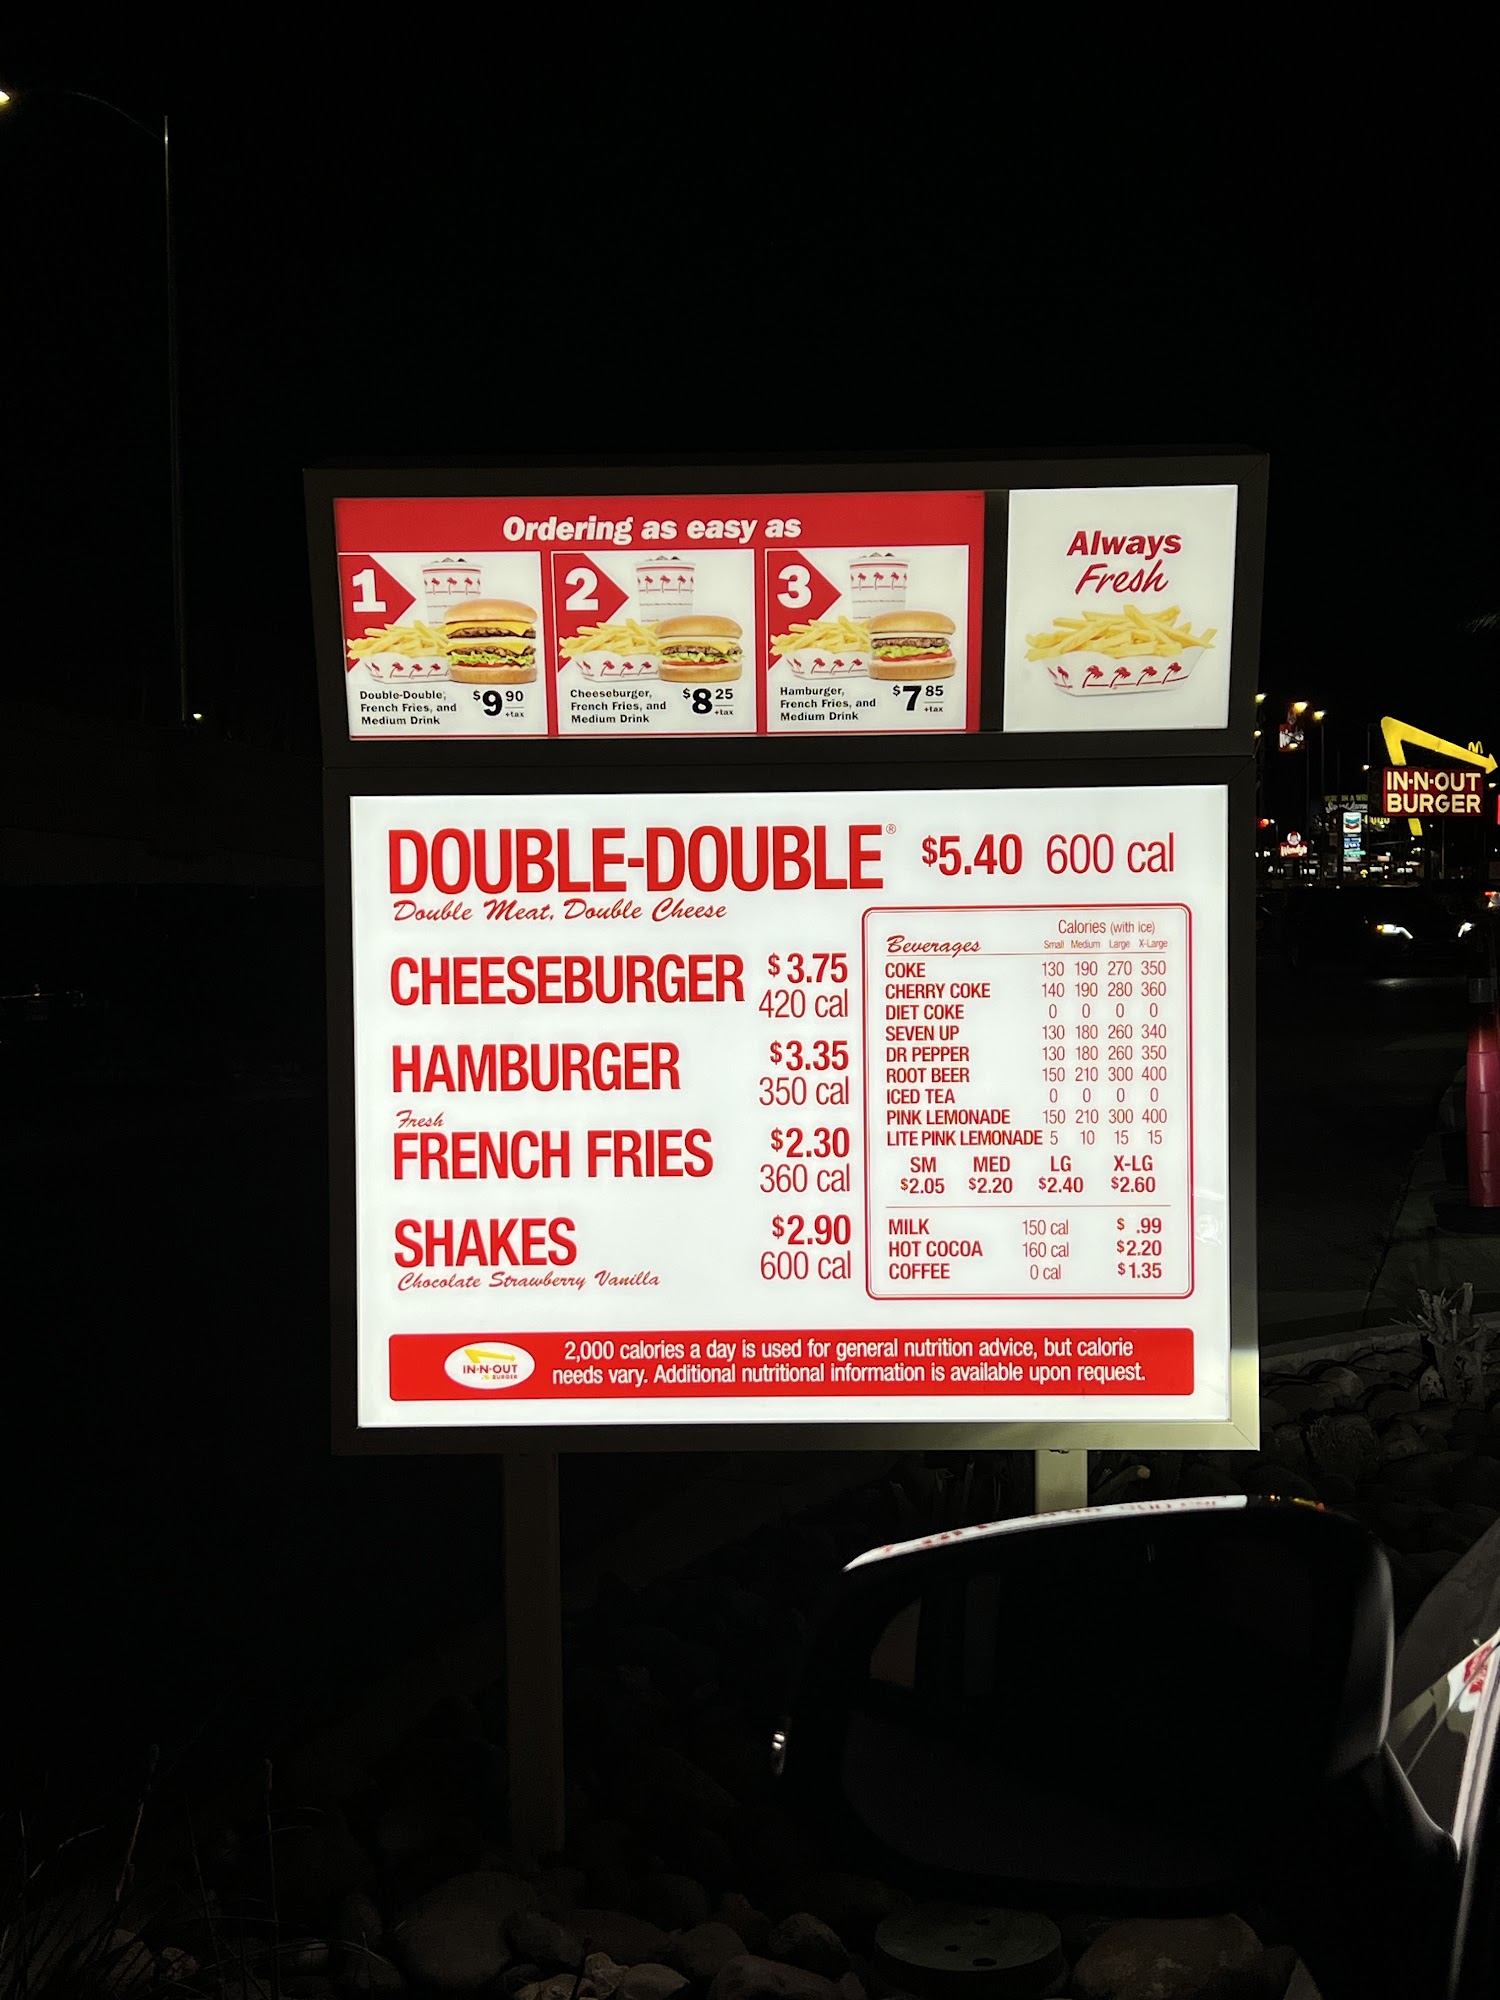 Ordering as easy as
1
Double-Double,
French Fries, and
Medium Drink
$9 90
+tax
2
Cheeseburger,
French Fries, and
Medium Drink
$8 25
+tax
3
Hamburger,
French Fries, and
Medium Drink
$7 85
+tax
Always
Fresh
DOUBLE-DOUBLE® $5.40 600 cal
Double Meat, Double Cheese
CHEESEBURGER $3.75
420 cal
HAMBURGER $3.35
350 cal
Fresh
FRENCH FRIES $2.30
360 cal
SHAKES $2.90
600 cal
Chocolate Strawberry Vanilla
Calories (with ice)
Beverages Small Medium Large X-Large
COKE 130 190 270 350
CHERRY COKE 140 190 280 360
DIET COKE 0 0 0 0
SEVEN UP 130 180 260 340
DR PEPPER 130 180 260 350
ROOT BEER 150 210 300 400
ICED TEA 0 0 0 0
PINK LEMONADE 150 210 300 400
LITE PINK LEMONADE 5 10 15 15
SM MED LG X-LG
$2.05 $2.20 $2.40 $2.60
MILK 150 cal $ .99
HOT COCOA 160 cal $2.20
COFFEE 0 cal $1.35
IN-N-OUT
BURGER
2,000 calories a day is used for general nutrition advice, but calorie
needs vary. Additional nutritional information is available upon request.
IN-N-OUT
BURGER
Wendy's